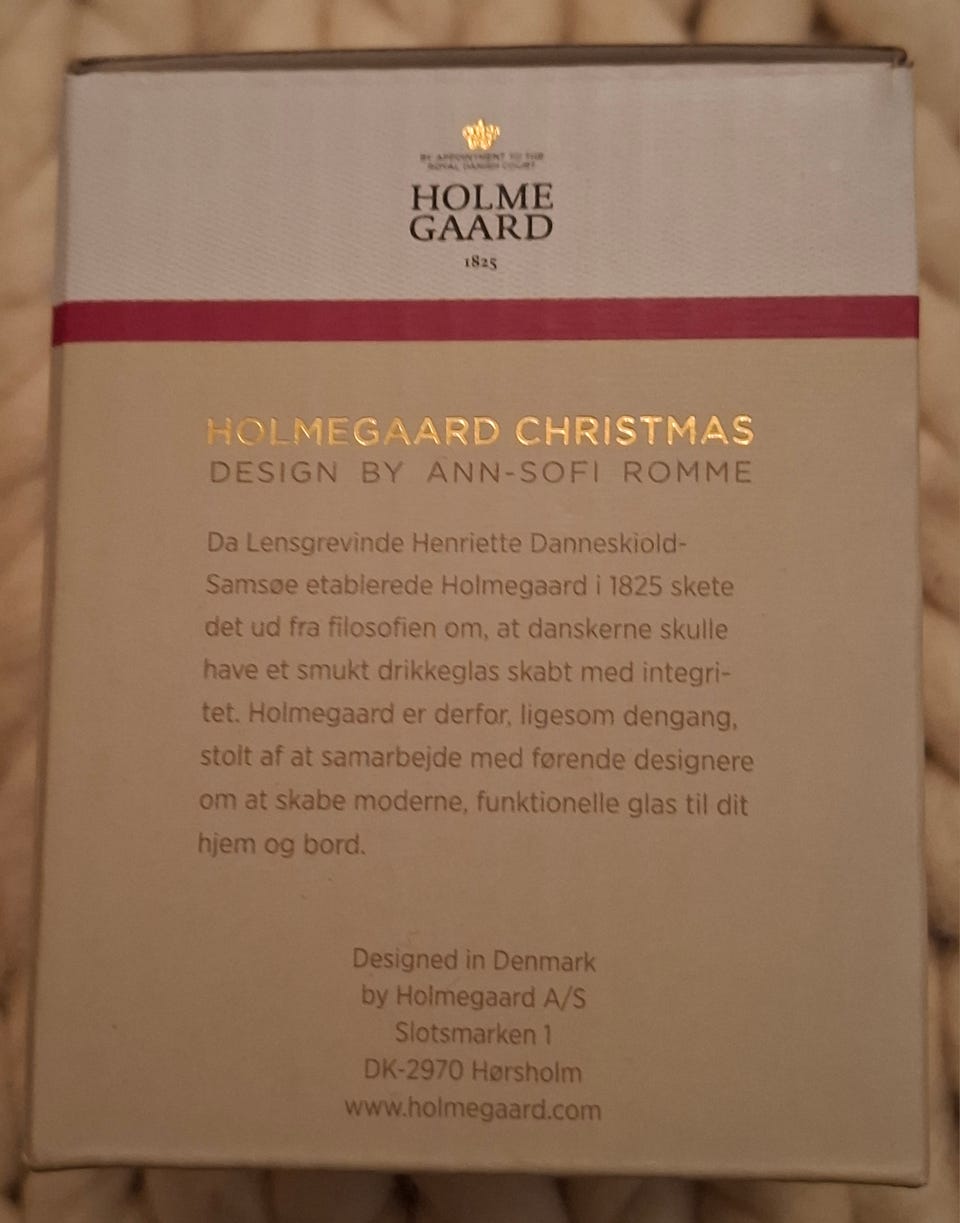 BY APPOINTMENT TO THE
ROYAL DANISH COURT
HOLME
GAARD
1825
HOLMEGAARD CHRISTMAS
DESIGN BY ANN-SOFI ROMME
Da Lensgrevinde Henriette Danneskiold-
Samsøe etablerede Holmegaard i 1825 skete
det ud fra filosofien om, at danskerne skulle
have et smukt drikkeglas skabt med integri-
tet. Holmegaard er derfor, ligesom dengang,
stolt af at samarbejde med førende designere
om at skabe moderne, funktionelle glas til dit
hjem og bord.
Designed in Denmark
by Holmegaard A/S
Slotsmarken 1
DK-2970 Hørsholm
www.holmegaard.com